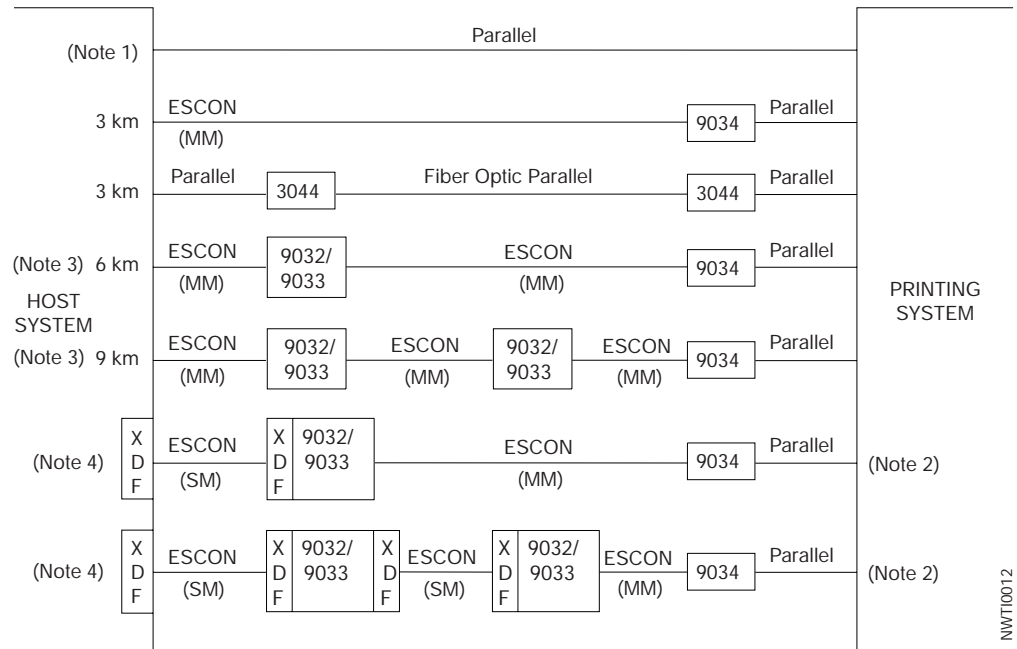 Parallel
(Note 1)
ESCON
Parallel
3 km
9034
(MM)
Parallel
Fiber Optic Parallel
Parallel
3 km
3044
3044
ESCON
9032/
9033
ESCON
Parallel
(Note 3) 6 km
9034
(MM)
(MM)
HOST
SYSTEM
PRINTING
SYSTEM
ESCON
9032/
9033
ESCON
9032/
9033
ESCON
Parallel
(Note 3) 9 km
9034
(MM)
(MM)
(MM)
X
D
F
ESCON
X
D
F
9032/
9033
ESCON
Parallel
(Note 4)
9034
(Note 2)
(SM)
(MM)
X
D
F
ESCON
X
D
F
9032/
9033
X
D
F
ESCON
X
D
F
9032/
9033
ESCON
Parallel
(Note 4)
9034
(Note 2)
(SM)
(SM)
(MM)
NWTI0012